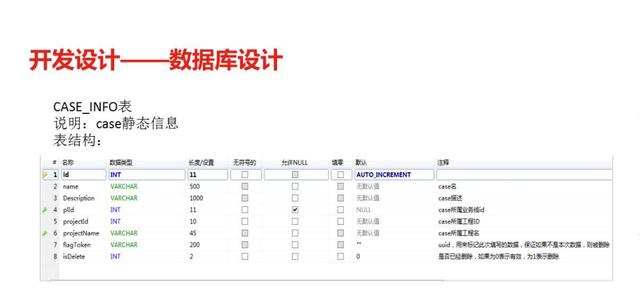 开发设计——数据库设计
CASE_INFO表
说明：case静态信息
表结构：
# 名称 数据类型 长度/设置 无符号的 允许NULL 填零 默认 注释
1 id INT 11 AUTO_INCREMENT
2 name VARCHAR 500 无默认值 case名
3 Description VARCHAR 1000 无默认值 case描述
4 plId INT 11 NULL case所属业务线id
5 projectId INT 10 无默认值 case所属工程ID
6 projectName VARCHAR 45 无默认值 case所属工程名
7 flagToken VARCHAR 200 "" uuid，用来标记此次填写的数据，保证如果不是本次数据，则被删除
8 isDelete INT 2 0 是否已经删除，如果为0表示有效，为1表示删除